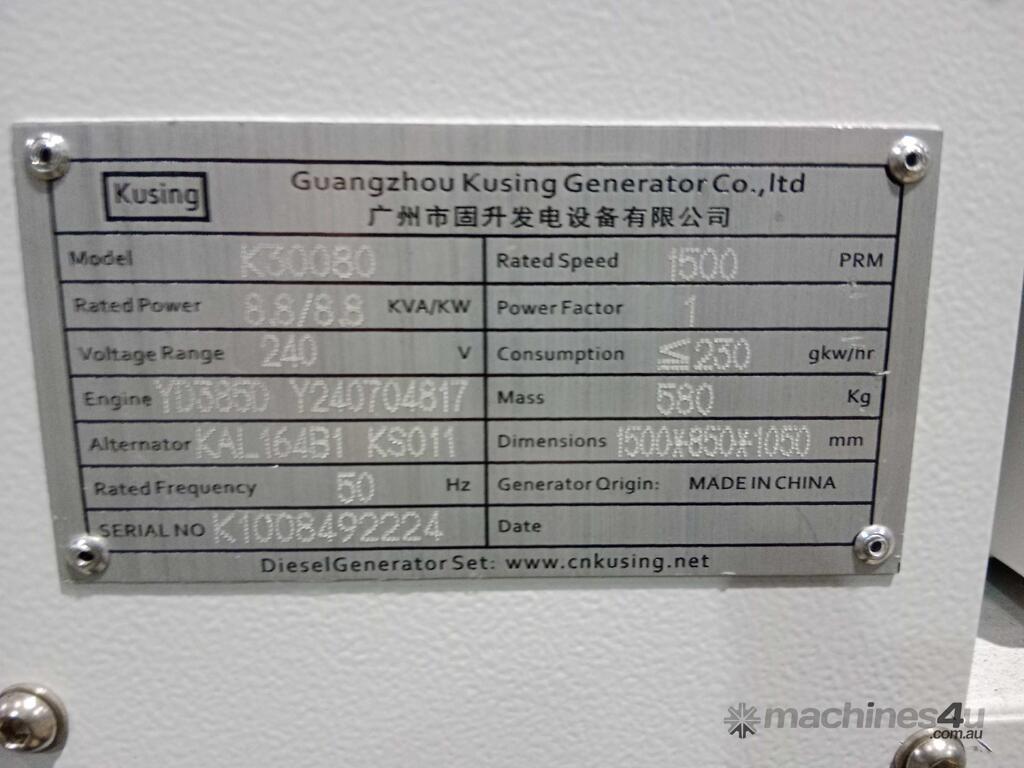 Kusing
Guangzhou Kusing Generator Co.,ltd
广州市固升发电设备有限公司
Model K30080 Rated Speed 1500 PRM
Rated Power 8.8/8.8 KVA/KW Power Factor 1
Voltage Range 240 V Consumption ≦230 gkw/hr
Engine YD385D Y240704817 Mass 580 Kg
Alternator KAL164B1 KS011 Dimensions 1500*850*1050 mm
Rated Frequency 50 Hz Generator Origin: MADE IN CHINA
SERIAL NO K1008492224 Date
DieselGenerator Set: www.cnkusing.net
machines4u
.com.au